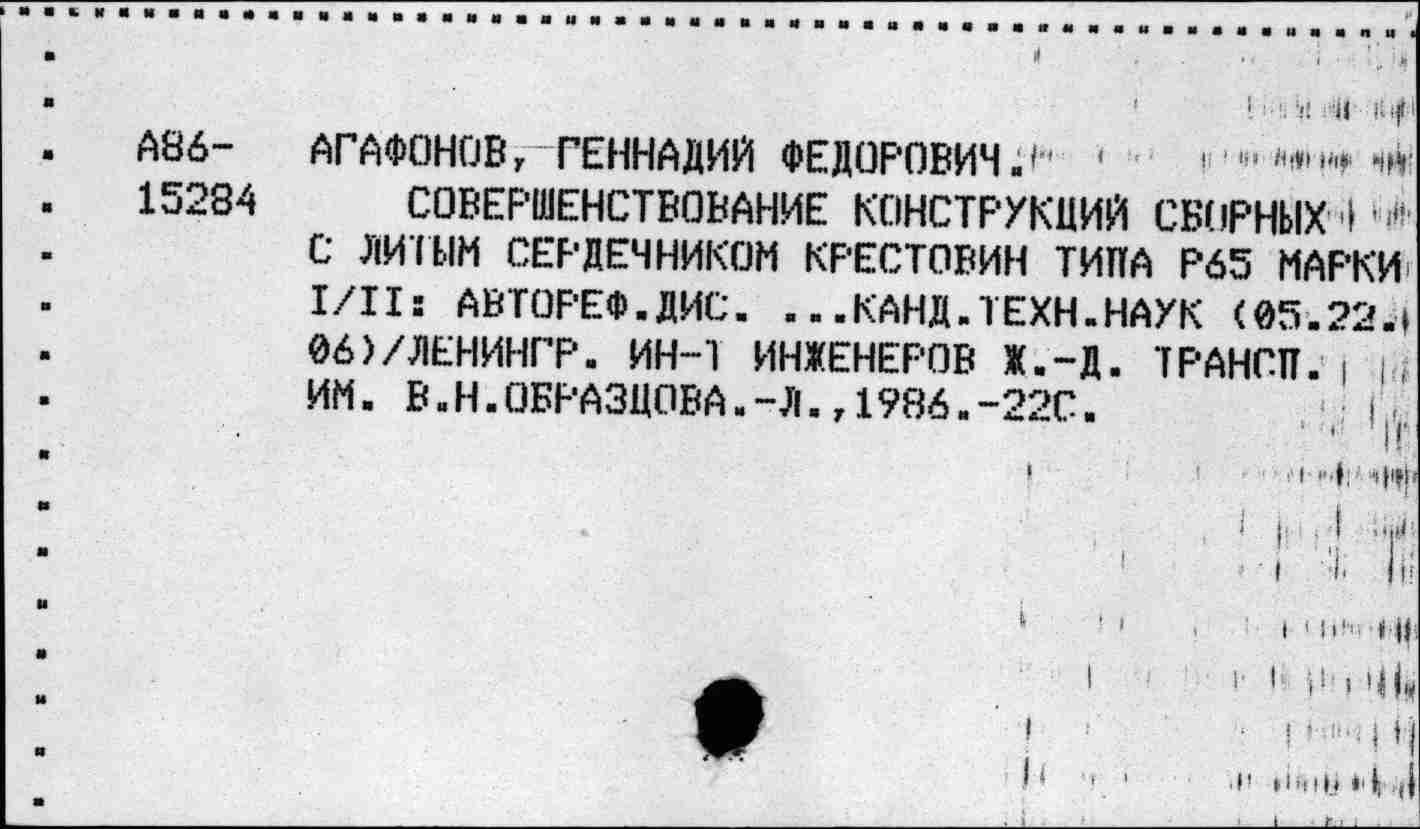 А86- АГАФОНОВ, ГЕННАДИЙ ФЕДОРОВИЧ.
15284 СОВЕРШЕНСТВОВАНИЕ КОНСТРУКЦИЙ СБОРНЫХ
С ЛИТЫМ СЕРДЕЧНИКОМ КРЕСТОВИН ТИПА Р65 МАРКИ
I/II: АВТОРЕФ.ДИС. ...КАНД.ТЕХН.НАУК (05.22.
06)/ЛЕНИНГР. ИН-Т ИНЖЕНЕРОВ Ж.-Д. ТРАНСП.
ИМ. В.Н.ОБРАЗЦОВА.-Л.,1986.-22С.